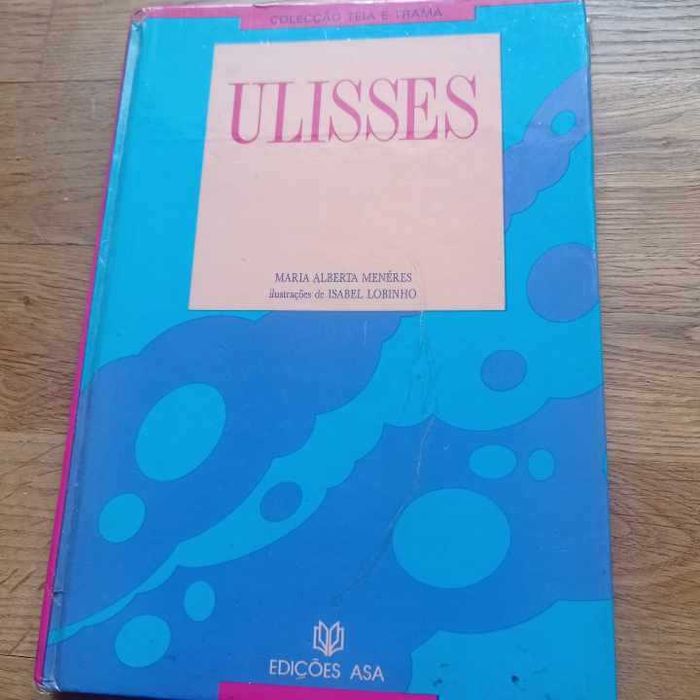 COLECÇÃO TEIA E TRAMA
ULISSES
MARIA ALBERTA MENÉRES
ilustrações de ISABEL LOBINHO
EDIÇÕES ASA